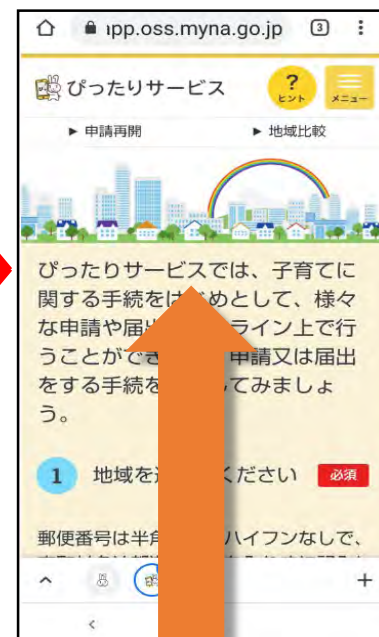 app.oss.myna.go.jp 3
ぴったりサービス ? ヒント メニュー
▶ 申請再開 ▶ 地域比較
ぴったりサービスでは、子育てに
関する手続をは めとして、様々
な申請や届 ライン上で行
うことができ 申請又は届出
をする手続を してみましょ
う。
1 地域を ください 必須
郵便番号は半角 ハイフンなしで、